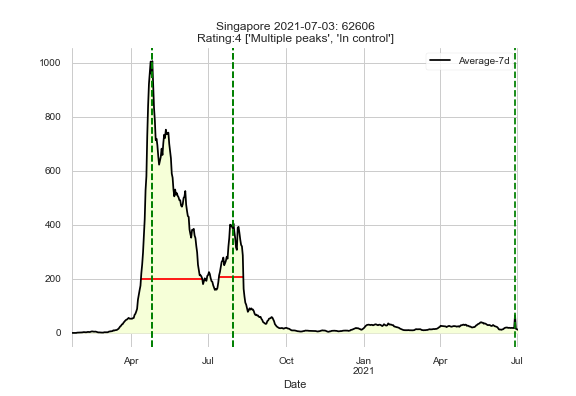 Singapore 2021-07-03: 62606
Rating:4 ['Multiple peaks', 'In control']
Average-7d
1000
800
600
400
200
0
Apr Jul Oct Jan Apr Jul
2021
Date